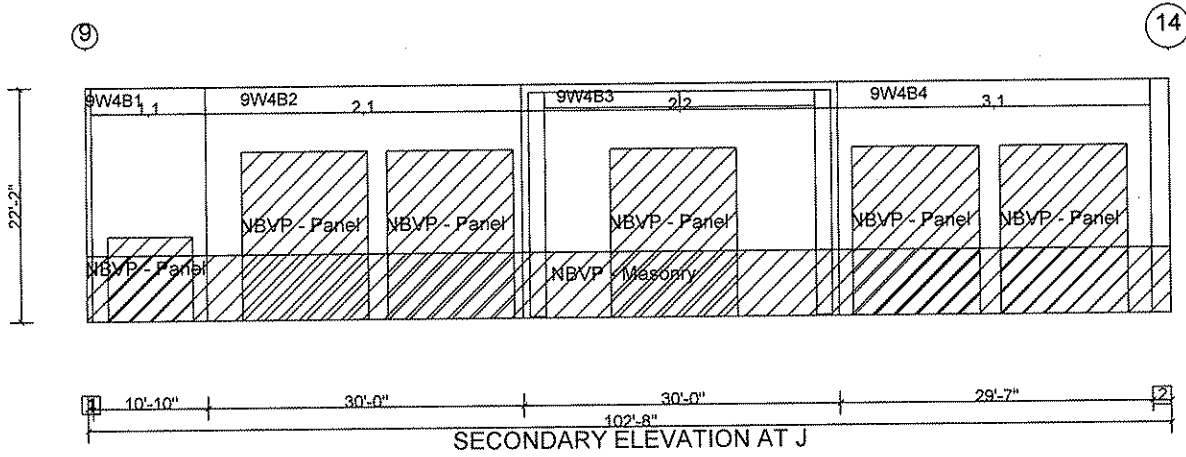 9
14
9W4B1
9W4B2
9W4B3
9W4B4
1,1
2,1
2,2
3,1
22'-2"
NBVP - Panel
NBVP - Panel
NBVP - Panel
NBVP - Panel
NBVP - Panel
NBVP - Panel
NBVP - Masonry
1
10'-10"
30'-0"
30'-0"
29'-7"
2
102'-8"
SECONDARY ELEVATION AT J